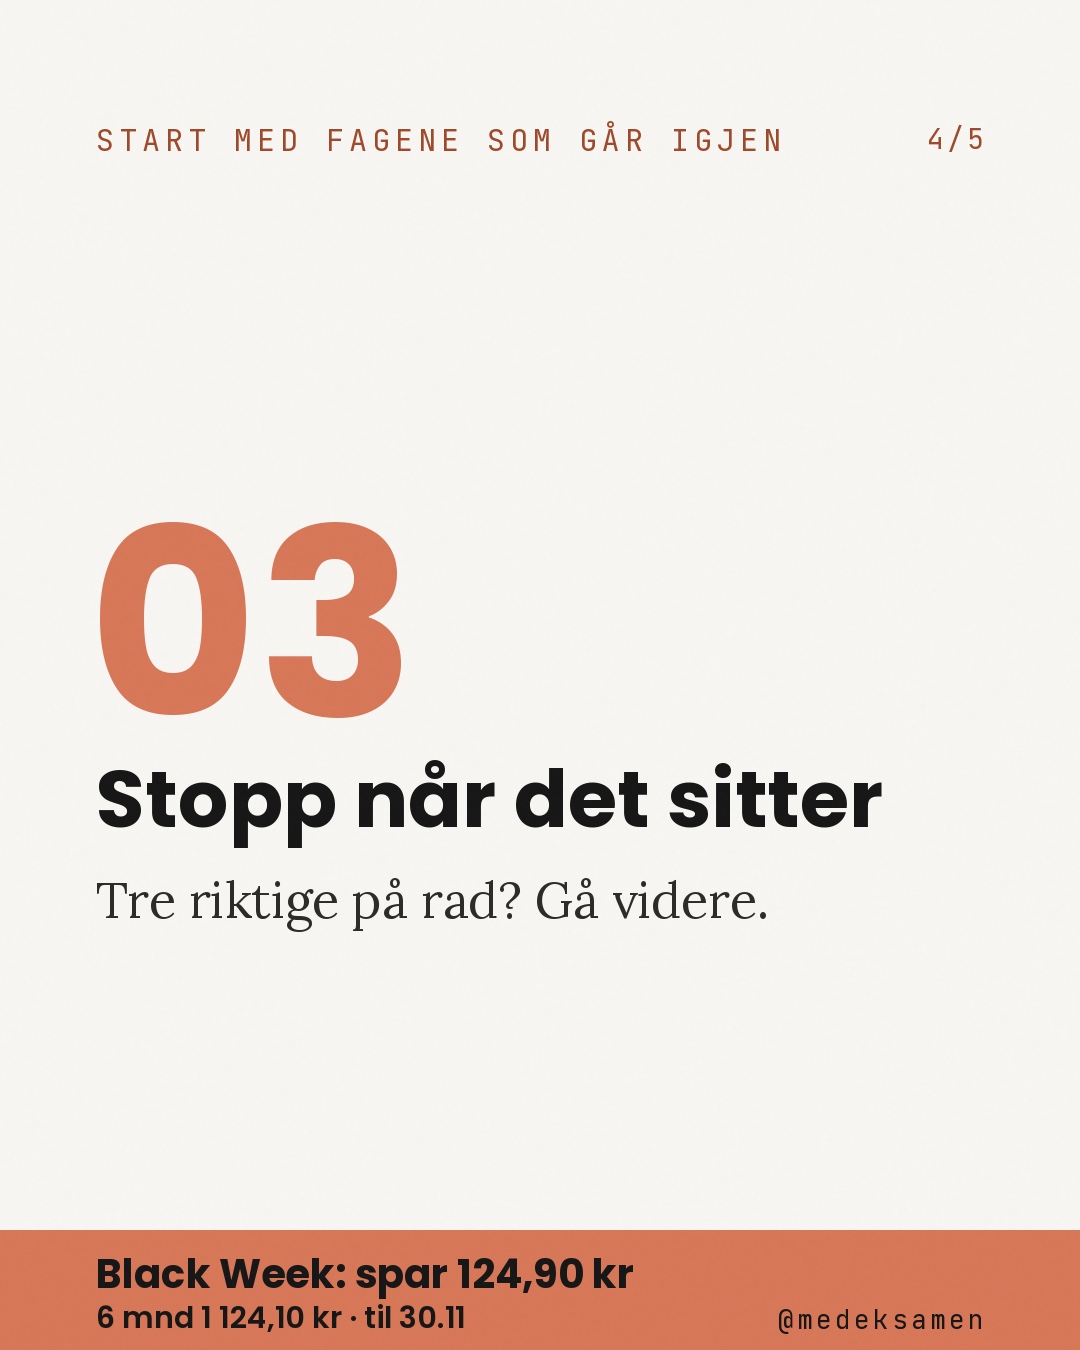 START MED FAGENE SOM GÅR IGJEN 4/5
03
Stopp når det sitter
Tre riktige på rad? Gå videre.
Black Week: spar 124,90 kr
6 mnd 1 124,10 kr · til 30.11
@medeksamen